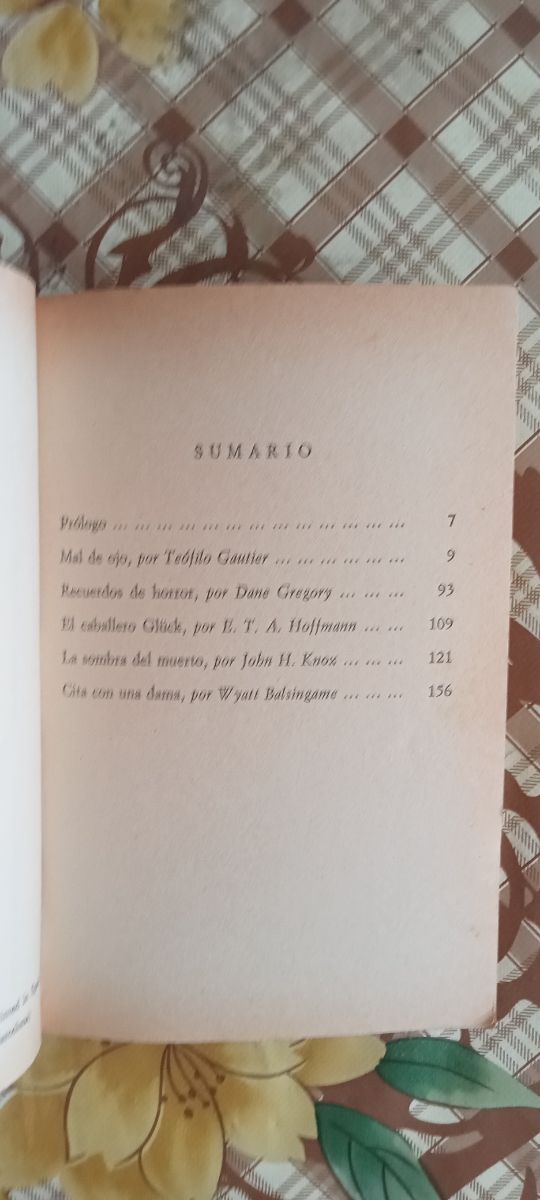 SUMARIO
Prólogo ... ... ... ... ... ... ... ... ... ... ... ... ... 7
Mal de ojo, por Teófilo Gautier ... ... ... ... ... ... 9
Recuerdos de horror, por Dane Gregory ... ... ... 93
El caballero Glück, por E. T. A. Hoffmann ... ... 109
La sombra del muerto, por John H. Knox ... ... ... 121
Cita con una dama, por Wyatt Balsingame ... ... ... 156